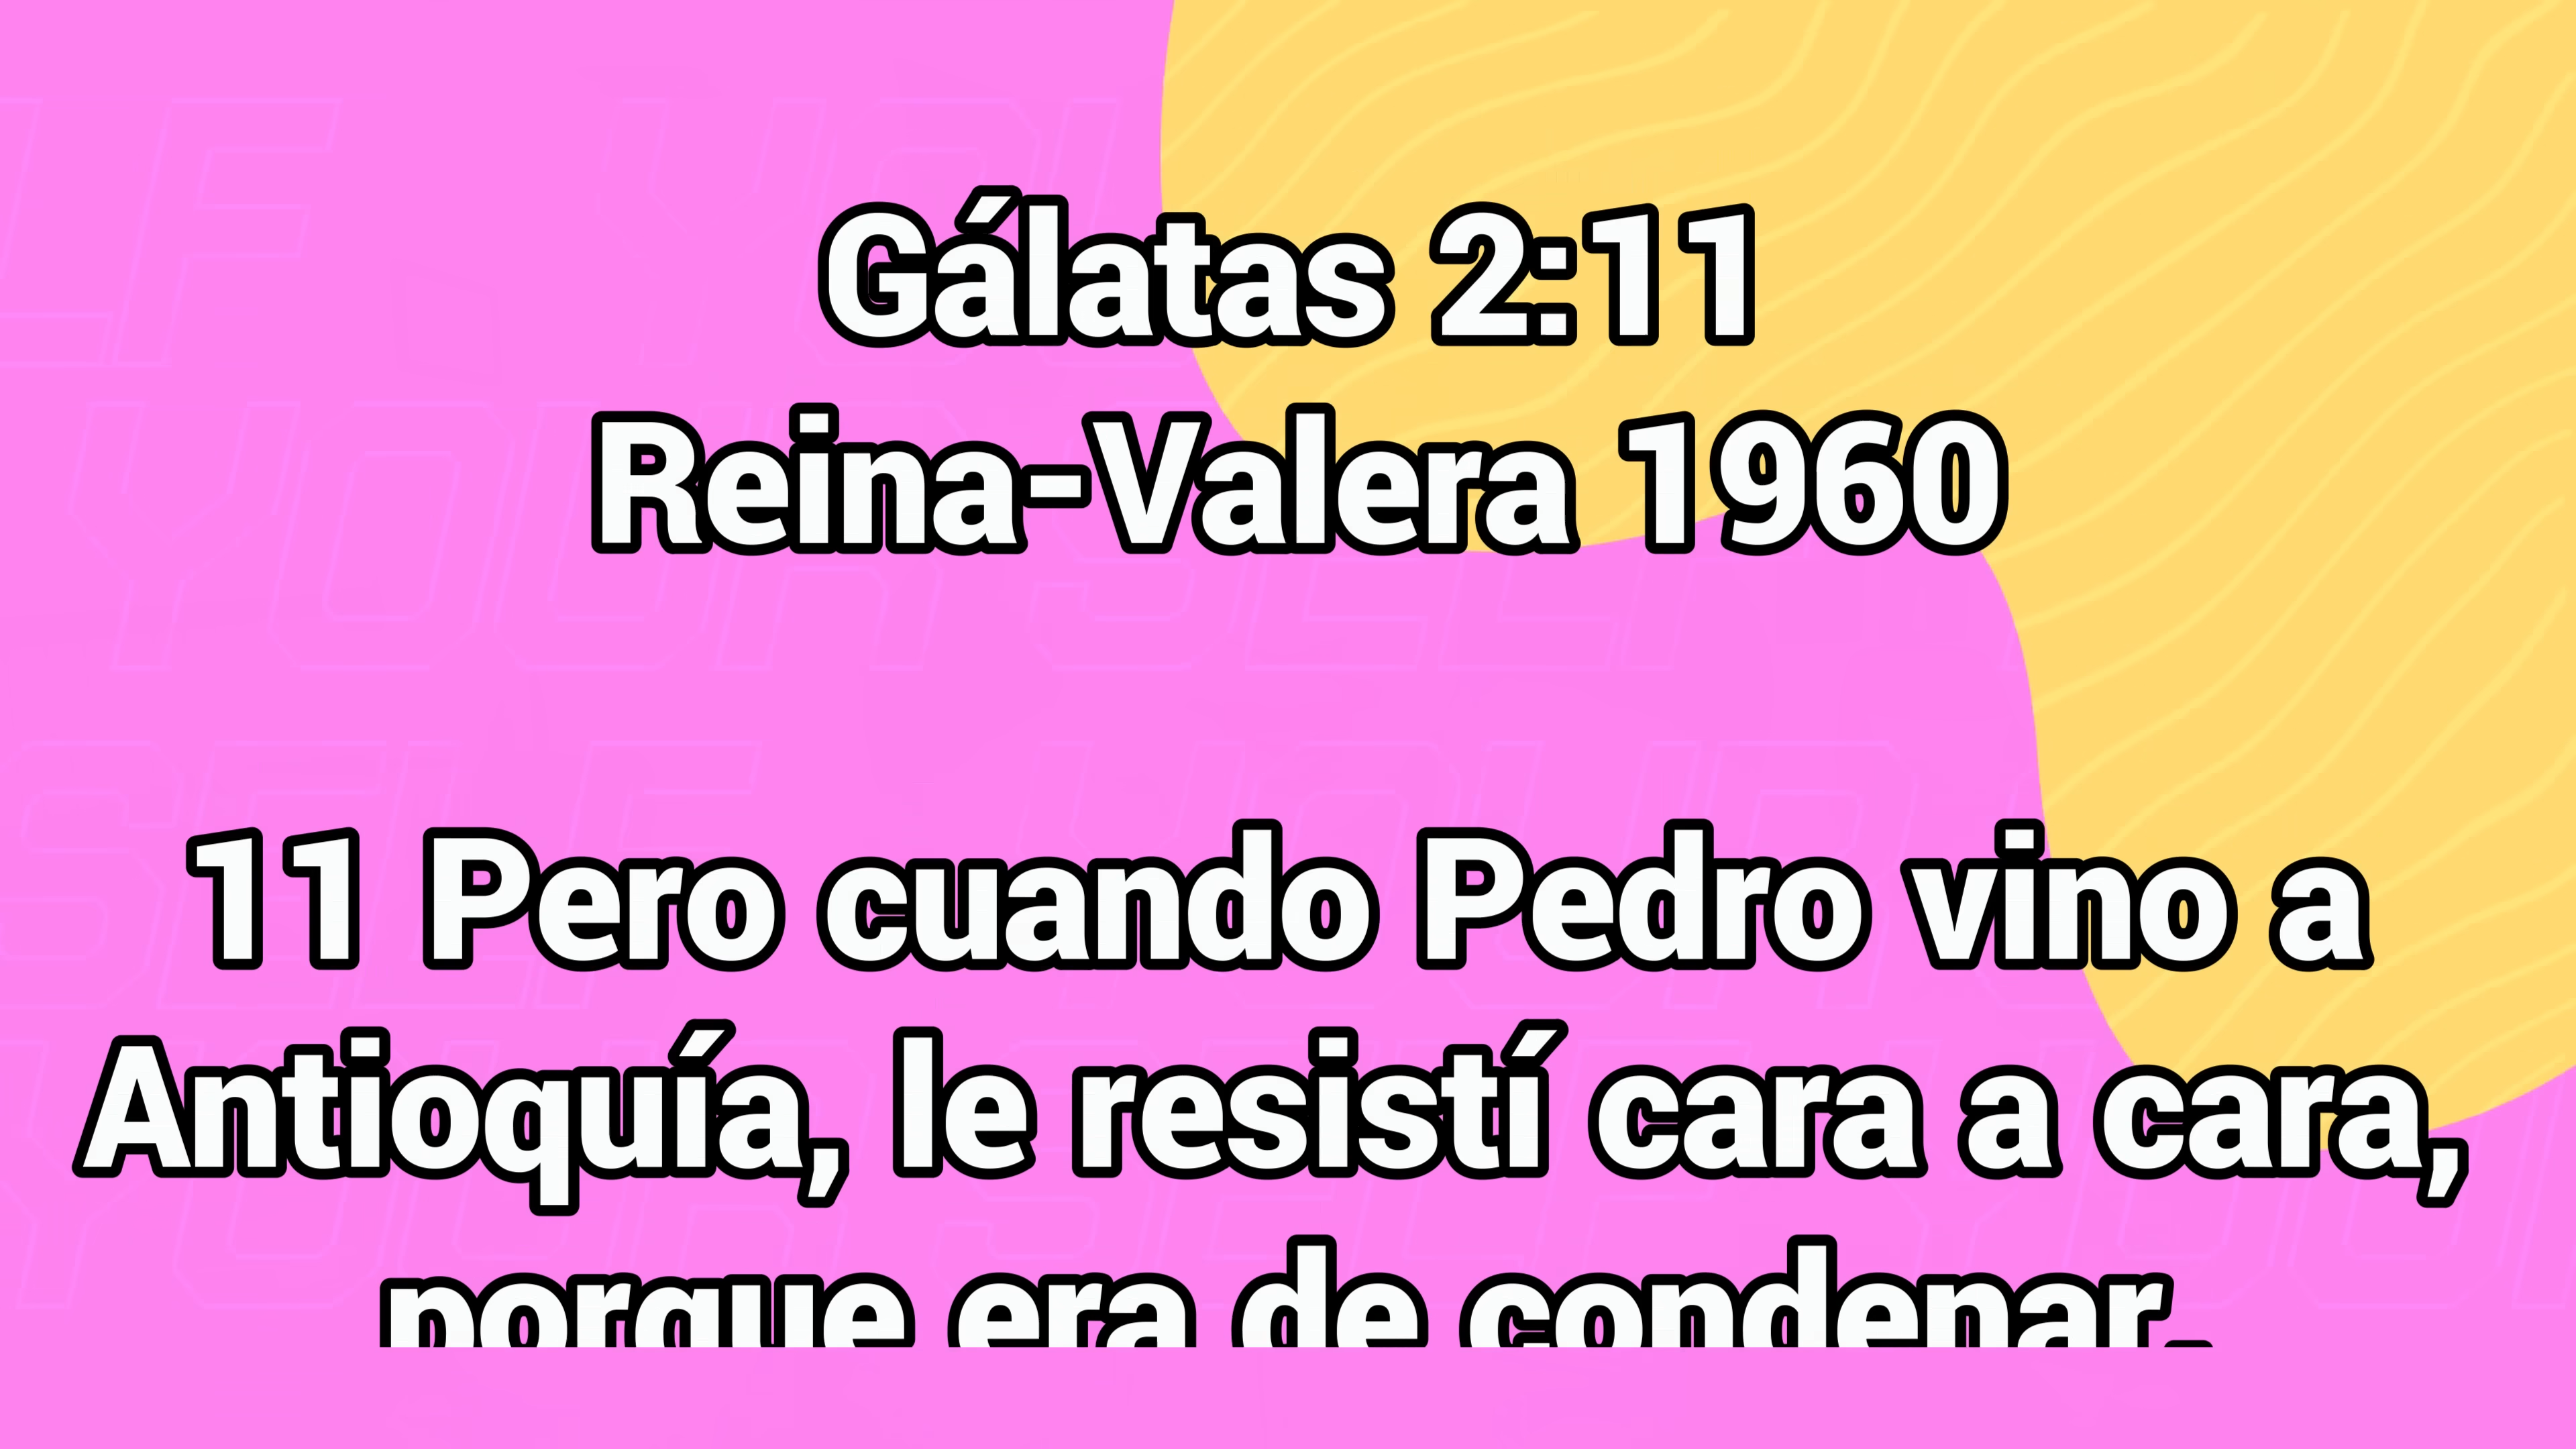 Gálatas 2:11
Reina-Valera 1960
11 Pero cuando Pedro vino a
Antioquía, le resistí cara a cara,
porque era de condenar.